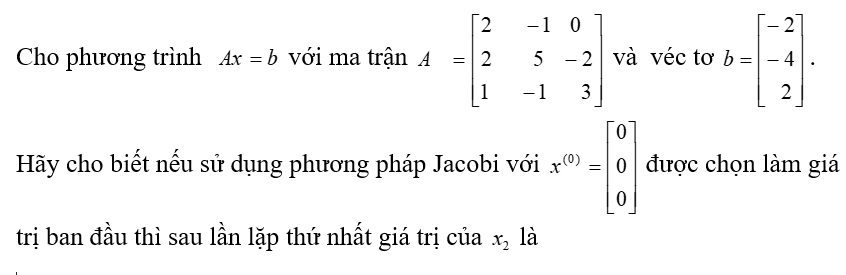 Cho phương trình Ax = b với ma trận A = [2 -1 0; 2 5 -2; 1 -1 3] và véc tơ b = [-2; -4; 2].
Hãy cho biết nếu sử dụng phương pháp Jacobi với x^(0) = [0; 0; 0] được chọn làm giá
trị ban đầu thì sau lần lặp thứ nhất giá trị của x₂ là